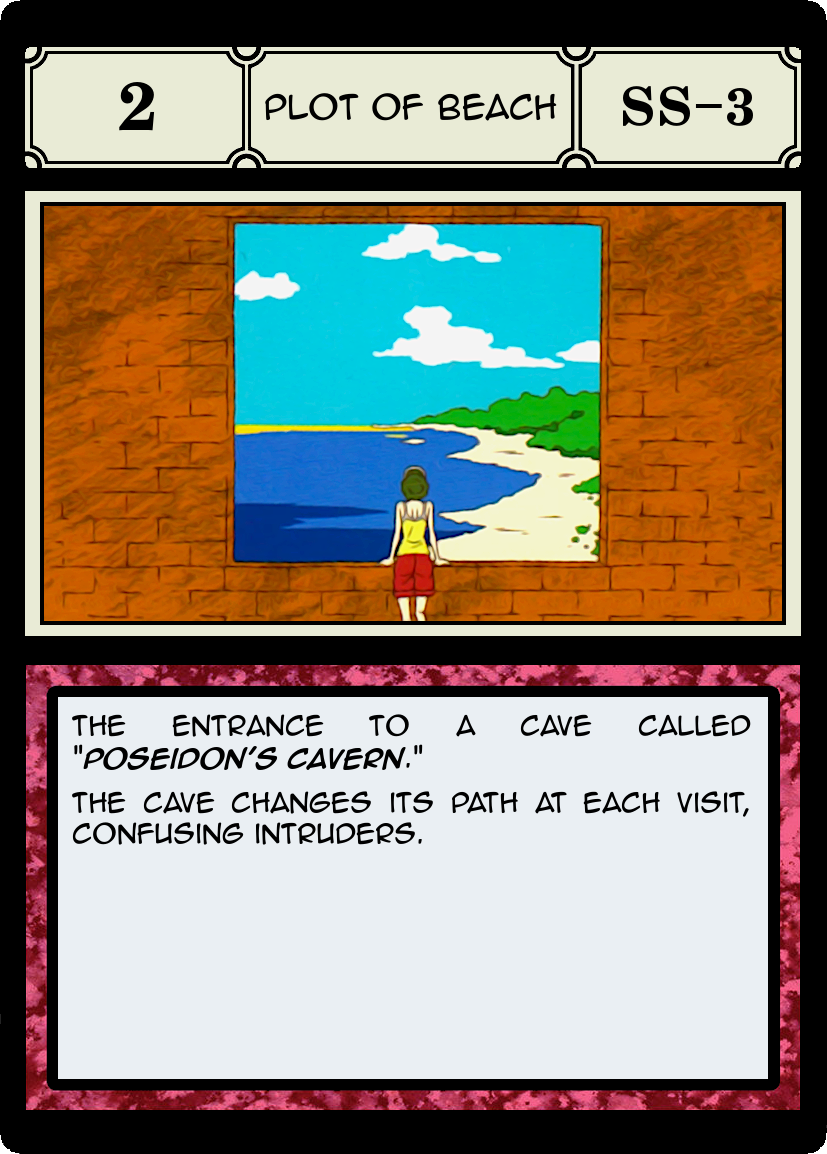 2
PLOT OF BEACH
SS-3
THE ENTRANCE TO A CAVE CALLED
"POSEIDON'S CAVERN."
THE CAVE CHANGES ITS PATH AT EACH VISIT,
CONFUSING INTRUDERS.